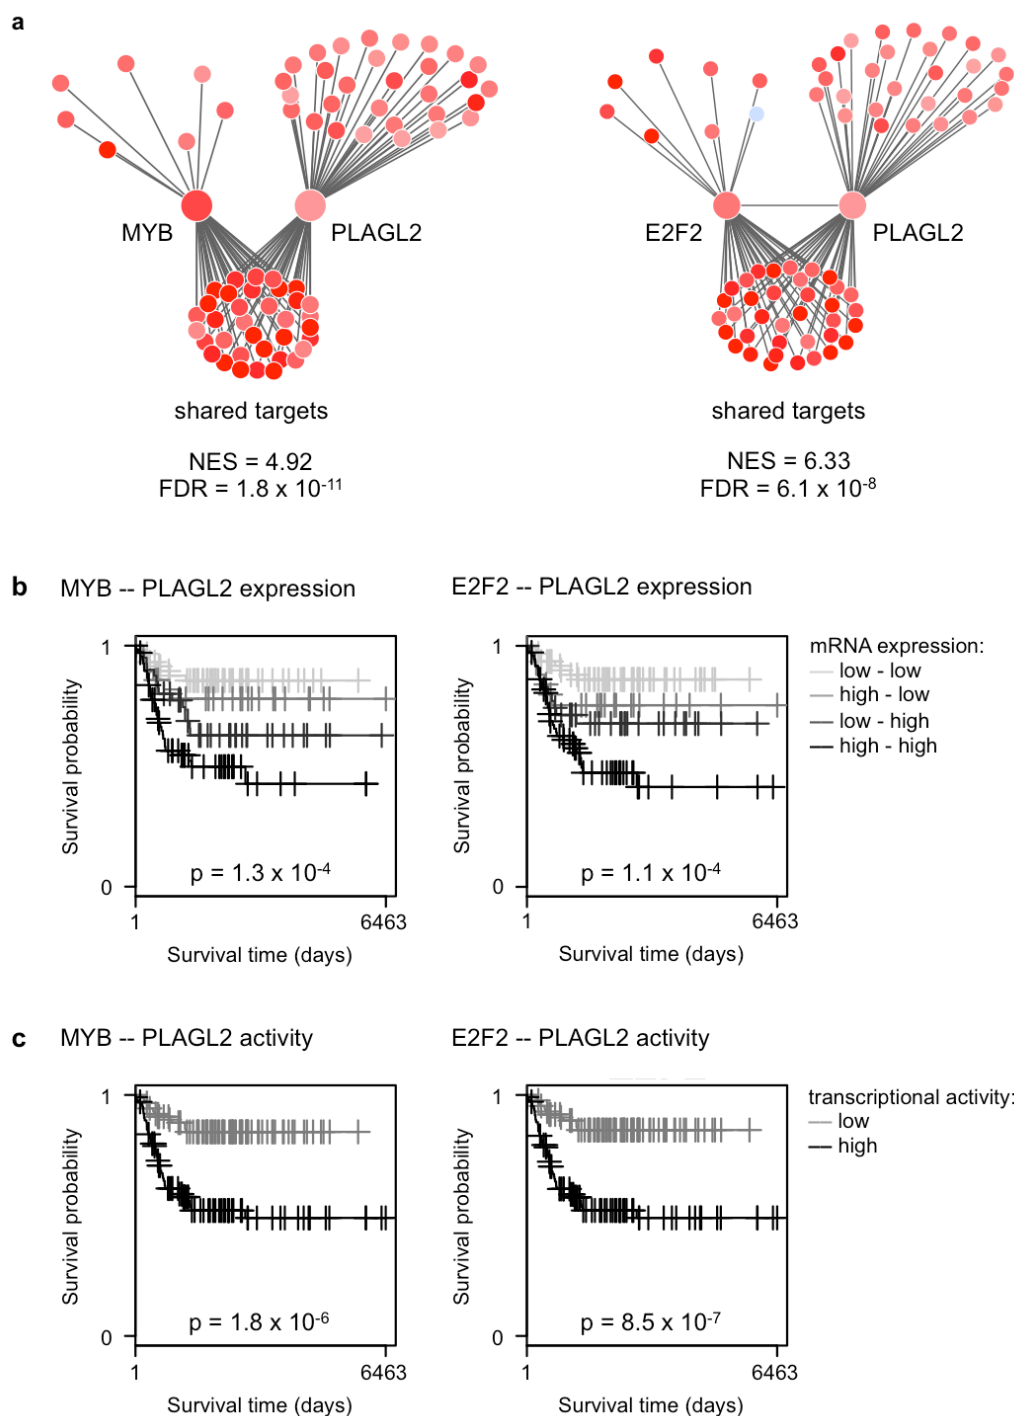 a
MYB
PLAGL2
E2F2
PLAGL2
shared targets
shared targets
NES = 4.92
FDR = 1.8 x 10⁻¹¹
NES = 6.33
FDR = 6.1 x 10⁻⁸
b
MYB -- PLAGL2 expression
E2F2 -- PLAGL2 expression
1
Survival probability
0
p = 1.3 x 10⁻⁴
1
6463
Survival time (days)
1
Survival probability
0
p = 1.1 x 10⁻⁴
1
6463
Survival time (days)
mRNA expression:
low - low
high - low
low - high
high - high
c
MYB -- PLAGL2 activity
E2F2 -- PLAGL2 activity
1
Survival probability
0
p = 1.8 x 10⁻⁶
1
6463
Survival time (days)
1
Survival probability
0
p = 8.5 x 10⁻⁷
1
6463
Survival time (days)
transcriptional activity:
low
high